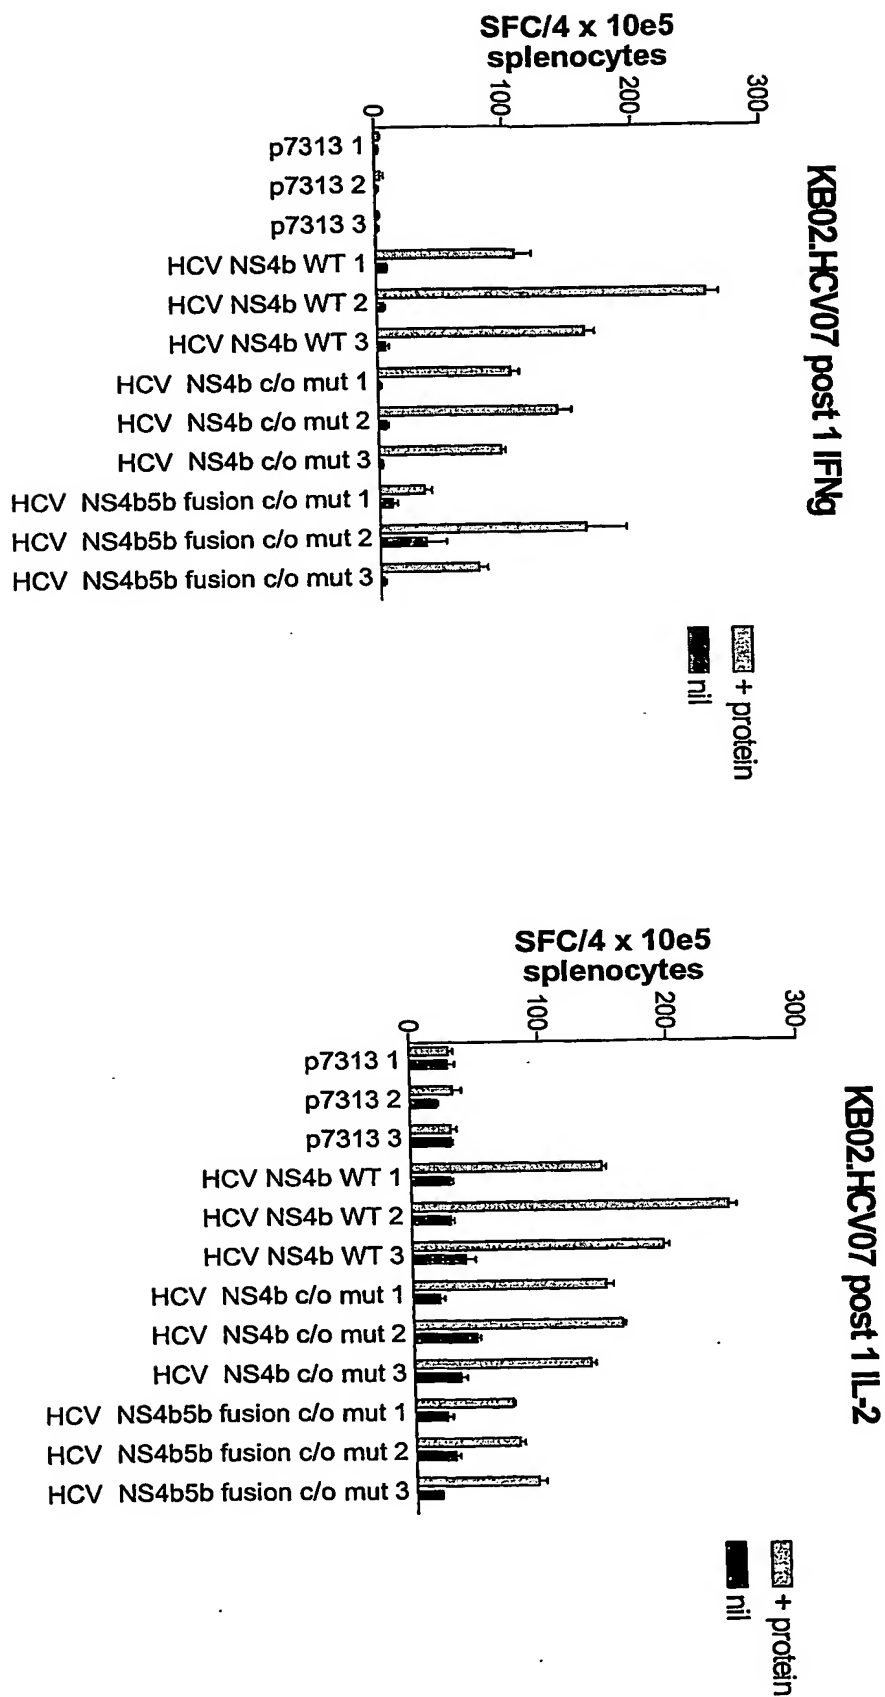 KB02.HCV07 post 1 IFNg
SFC/4 x 10e5
splenocytes
300
200
100
0
p7313 1
p7313 2
p7313 3
HCV NS4b WT 1
HCV NS4b WT 2
HCV NS4b WT 3
HCV NS4b c/o mut 1
HCV NS4b c/o mut 2
HCV NS4b c/o mut 3
HCV NS4b5b fusion c/o mut 1
HCV NS4b5b fusion c/o mut 2
HCV NS4b5b fusion c/o mut 3
+ protein
nil
KB02.HCV07 post 1 IL-2
SFC/4 x 10e5
splenocytes
300
200
100
0
p7313 1
p7313 2
p7313 3
HCV NS4b WT 1
HCV NS4b WT 2
HCV NS4b WT 3
HCV NS4b c/o mut 1
HCV NS4b c/o mut 2
HCV NS4b c/o mut 3
HCV NS4b5b fusion c/o mut 1
HCV NS4b5b fusion c/o mut 2
HCV NS4b5b fusion c/o mut 3
+ protein
nil